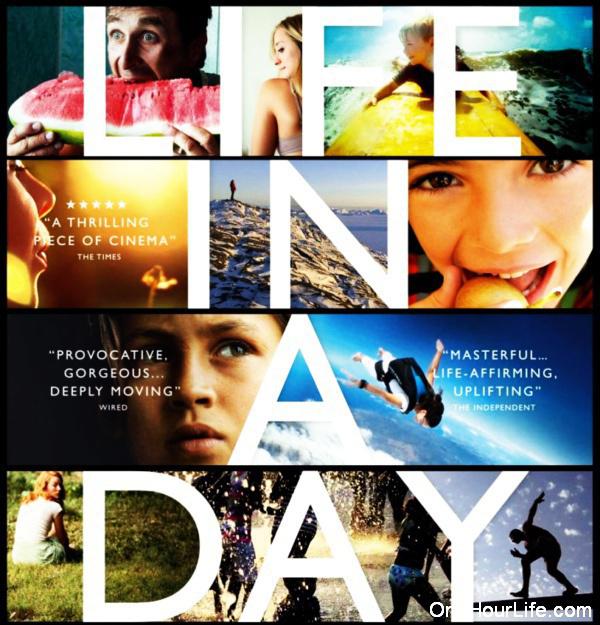 LIFE
IN
★★★★★
“A THRILLING
PIECE OF CINEMA”
THE TIMES
A
“PROVOCATIVE,
GORGEOUS...
DEEPLY MOVING”
WIRED
“MASTERFUL...
LIFE-AFFIRMING,
UPLIFTING”
THE INDEPENDENT
DAY
OneHourLife.com